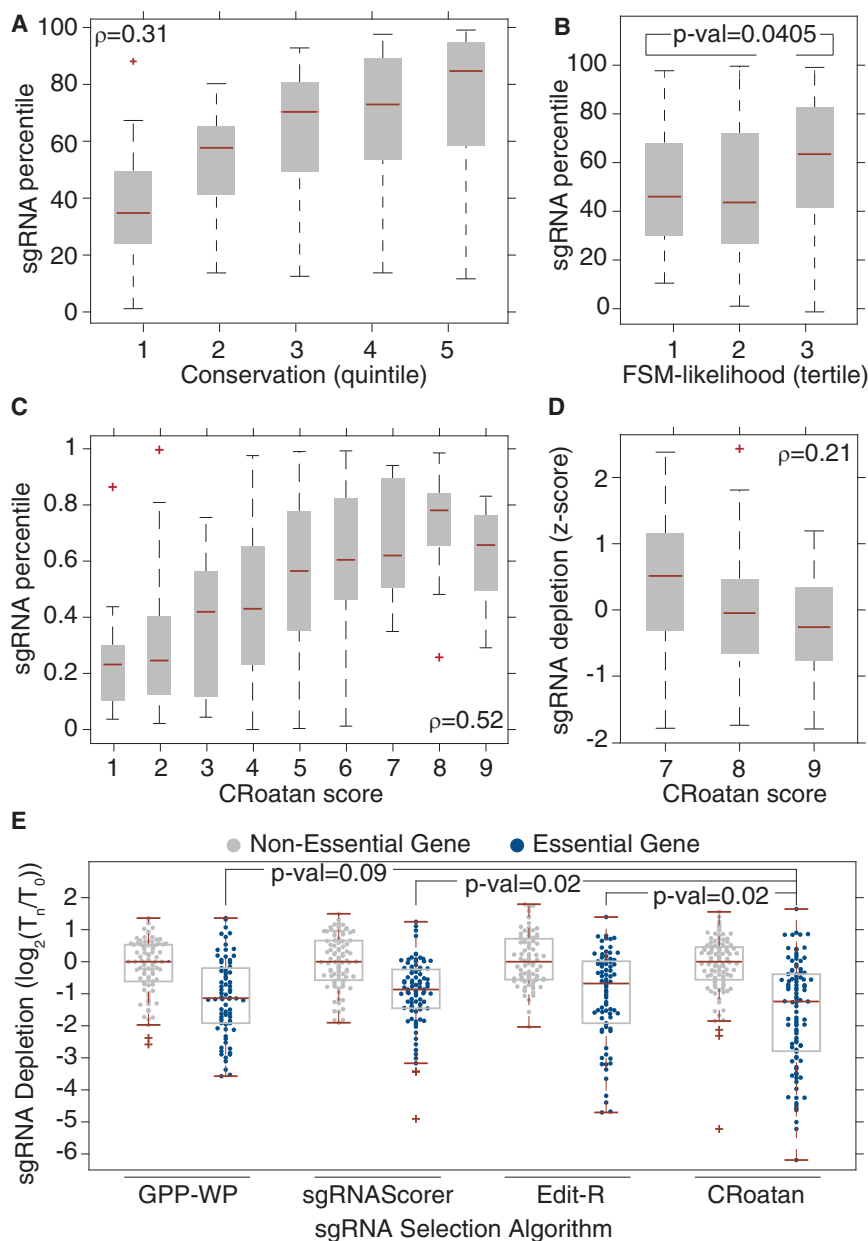 A
ρ=0.31
sgRNA percentile
100
80
60
40
20
0
1 2 3 4 5
Conservation (quintile)
B
p-val=0.0405
sgRNA percentile
100
80
60
40
20
0
1 2 3
FSM-likelihood (tertile)
C
sgRNA percentile
1
0.8
0.6
0.4
0.2
0
ρ=0.52
1 2 3 4 5 6 7 8 9
CRoatan score
D
ρ=0.21
sgRNA depletion (z-score)
2
1
0
-1
-2
7 8 9
CRoatan score
E
Non-Essential Gene Essential Gene
p-val=0.09
p-val=0.02
p-val=0.02
sgRNA Depletion (log2(Tn/T0))
2
1
0
-1
-2
-3
-4
-5
-6
GPP-WP sgRNAScorer Edit-R CRoatan
sgRNA Selection Algorithm